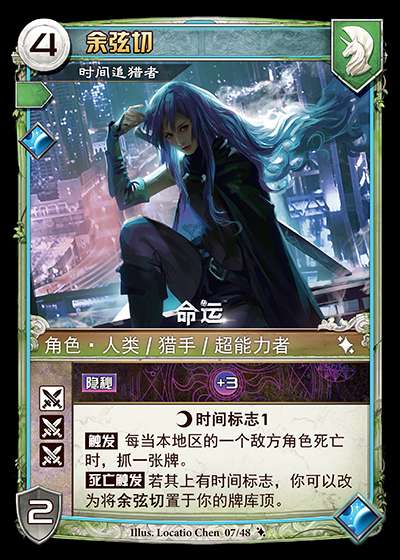 4
余弦切
时间追猎者
命运
角色·人类/猎手/超能力者
隐秘
+3
时间标志1
触发 每当本地区的一个敌方角色死亡
时，抓一张牌。
死亡触发 若其上有时间标志，你可以改
为将余弦切置于你的牌库顶。
2
Illus. Locatio Chen 07/48